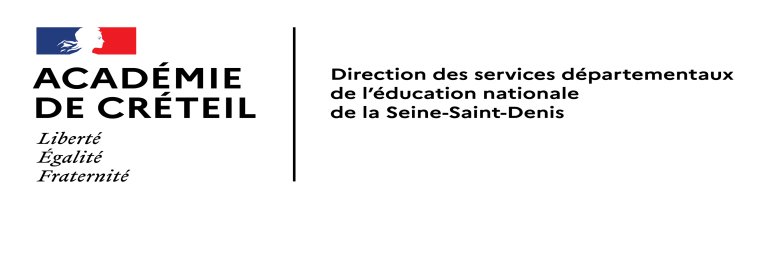 ACADÉMIE
DE CRÉTEIL
Liberté
Égalité
Fraternité
Direction des services départementaux
de l'éducation nationale
de la Seine-Saint-Denis